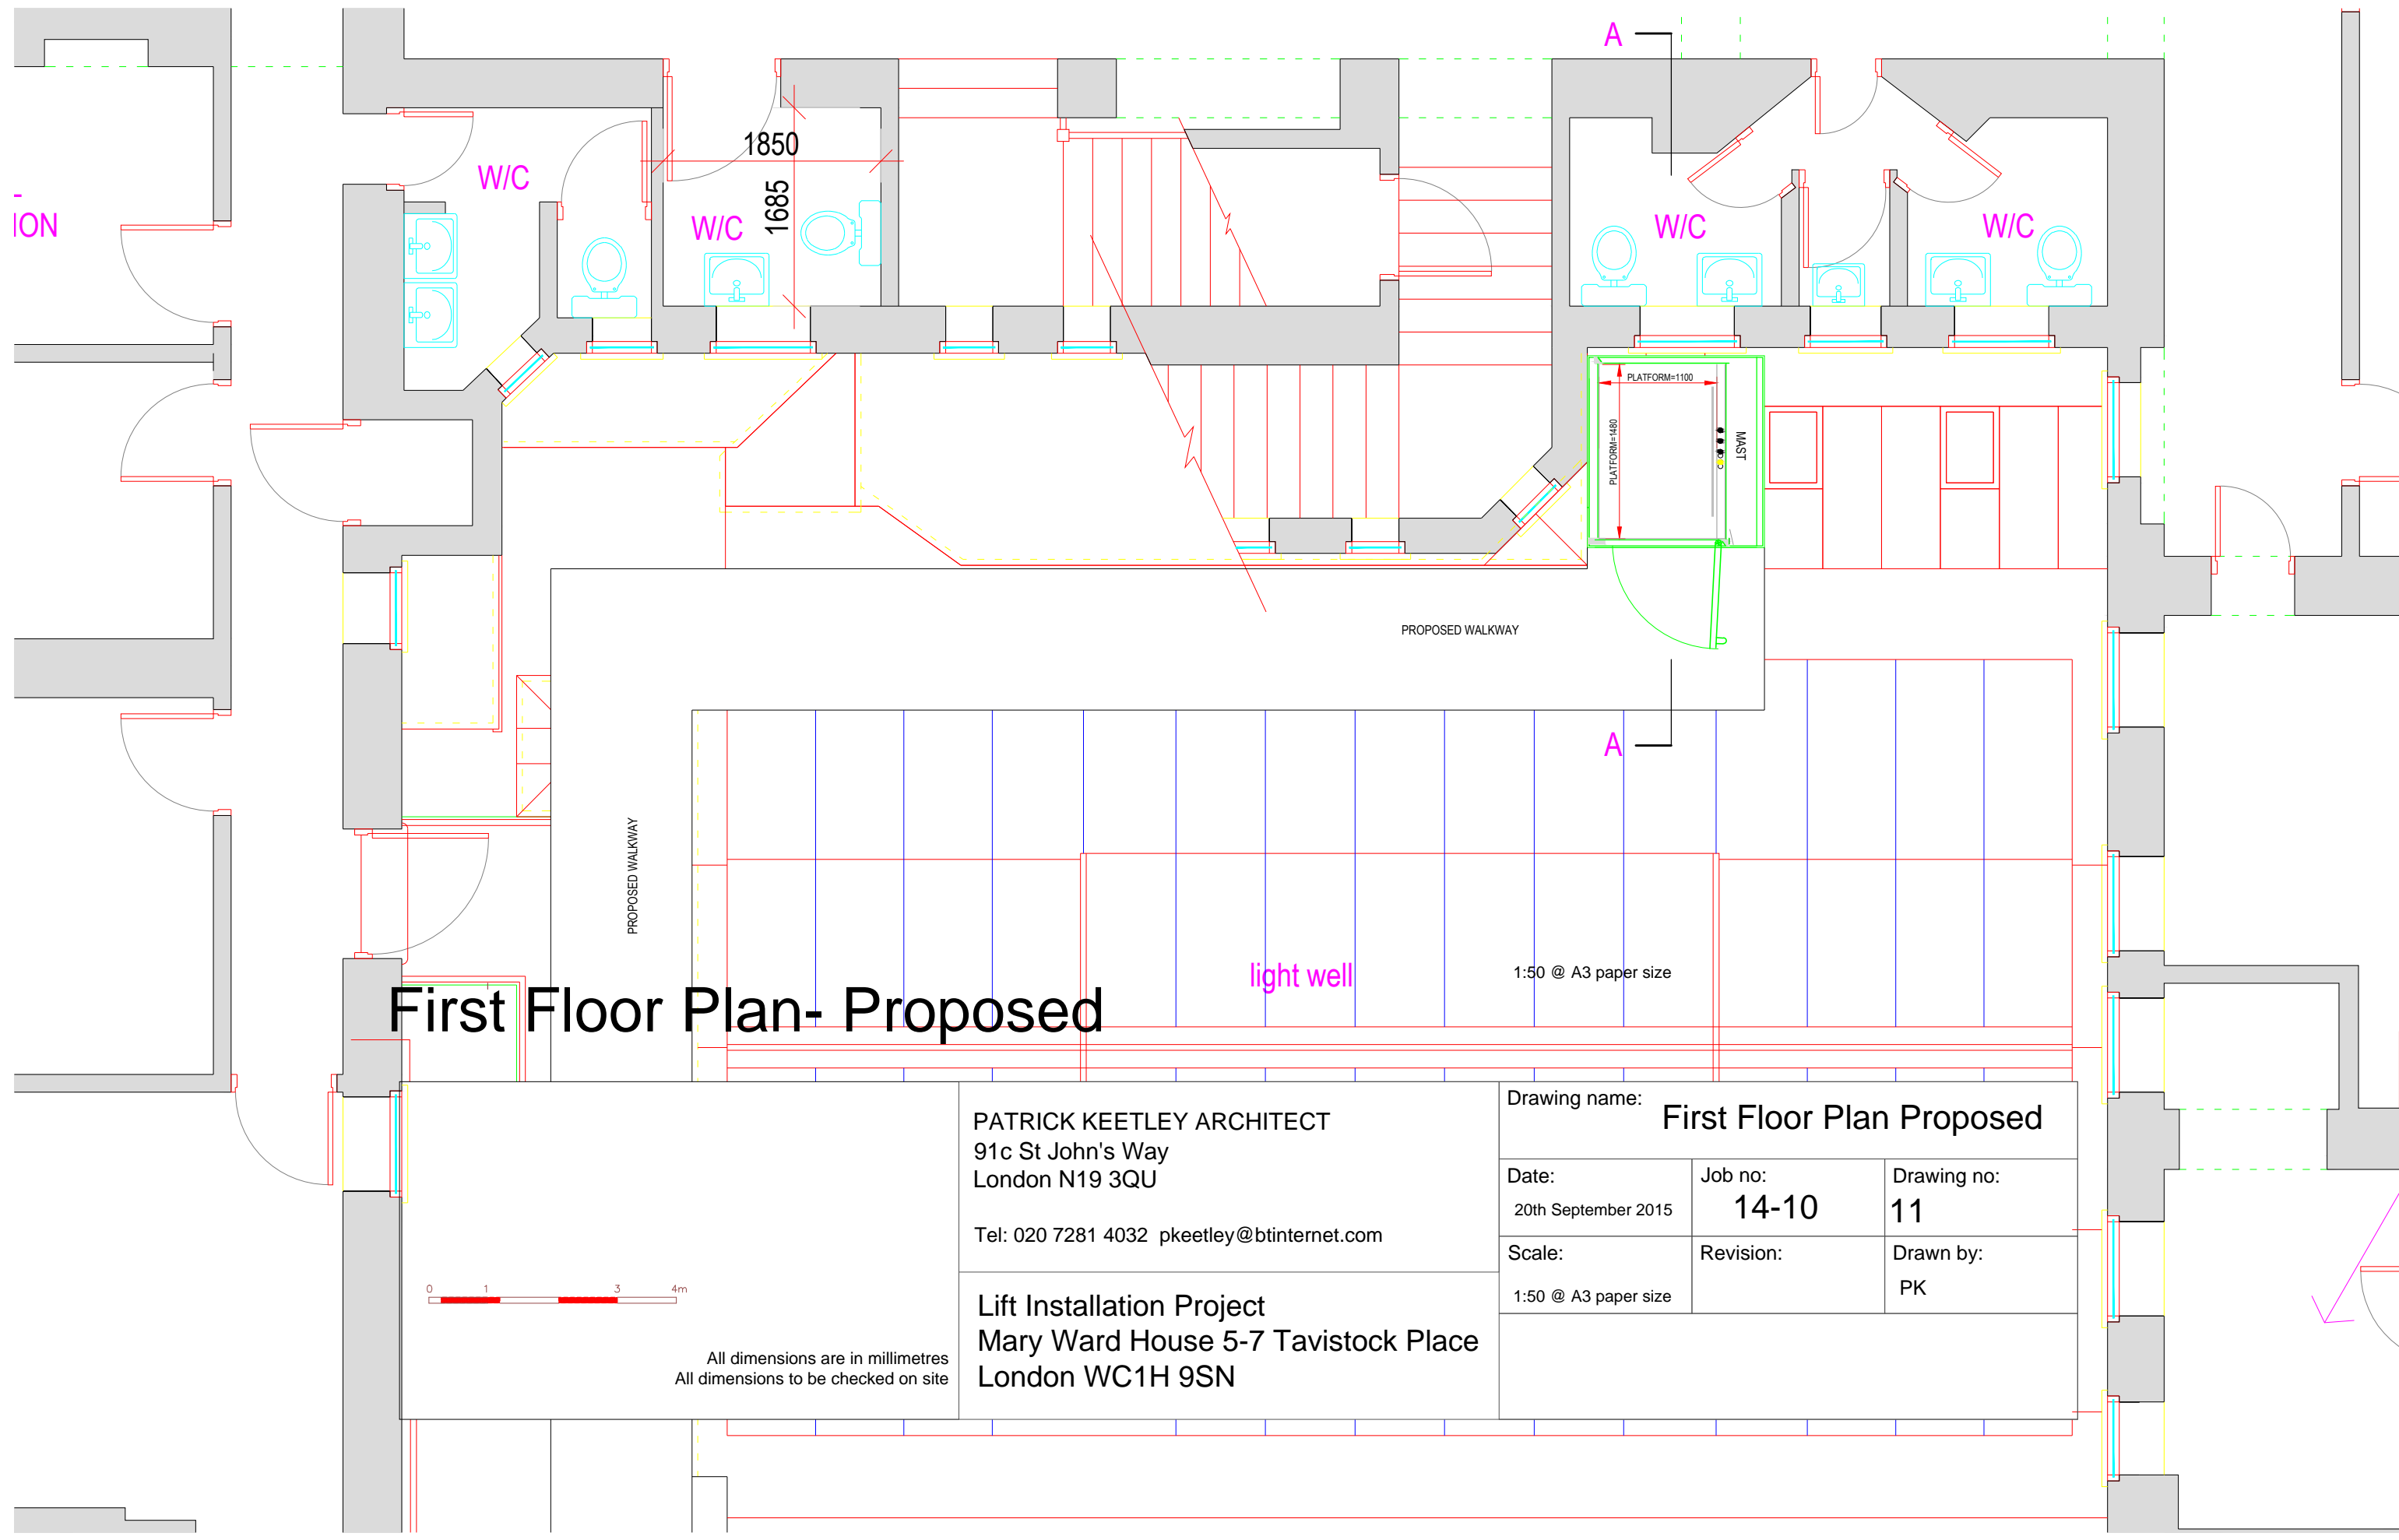 A
1850
W/C
1685
-
ION
W/C
W/C
W/C
PLATFORM=1100
PLATFORM=1480
MAST
PROPOSED WALKWAY
A
PROPOSED WALKWAY
light well
1:50 @ A3 paper size
First Floor Plan- Proposed
PATRICK KEETLEY ARCHITECT
91c St John's Way
London N19 3QU
Tel: 020 7281 4032 pkeetley@btinternet.com
Drawing name:
First Floor Plan Proposed
Date:
20th September 2015
Job no:
14-10
Drawing no:
11
Scale:
1:50 @ A3 paper size
Revision:
Drawn by:
PK
0 1 3 4m
All dimensions are in millimetres
All dimensions to be checked on site
Lift Installation Project
Mary Ward House 5-7 Tavistock Place
London WC1H 9SN